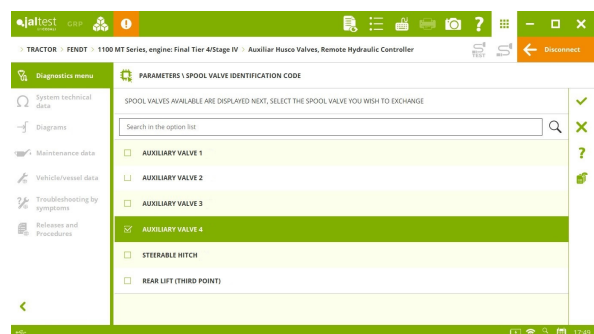 jaltest GRP
TRACTOR > FENDT > 1100 MT Series, engine: Final Tier 4/Stage IV > Auxiliar Husco Valves, Remote Hydraulic Controller
TEST
Disconnect
Diagnostics menu
System technical data
Diagrams
Maintenance data
Vehicle/vessel data
Troubleshooting by symptoms
Releases and Procedures
PARAMETERS \ SPOOL VALVE IDENTIFICATION CODE
SPOOL VALVES AVAILABLE ARE DISPLAYED NEXT, SELECT THE SPOOL VALVE YOU WISH TO EXCHANGE
Search in the option list
AUXILIARY VALVE 1
AUXILIARY VALVE 2
AUXILIARY VALVE 3
AUXILIARY VALVE 4
STEERABLE HITCH
REAR LIFT (THIRD POINT)
12:49